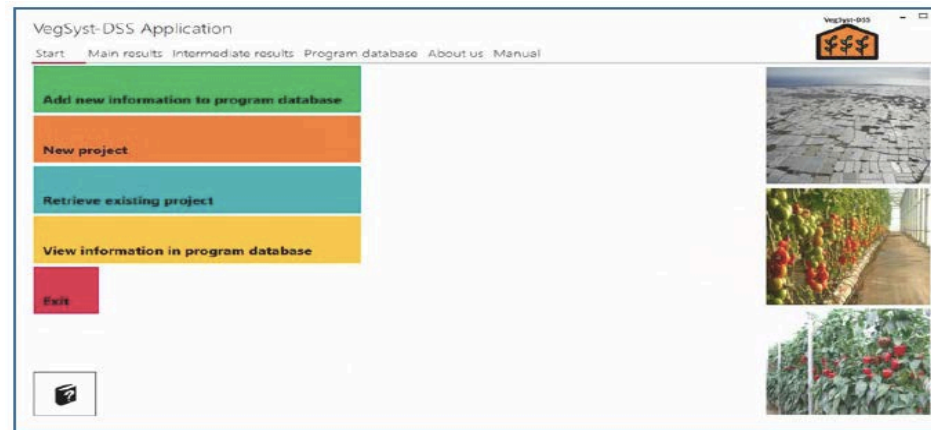 VegSyst-DSS Application
VegSyst-DSS
Start Main results Intermediate results Program database About us Manual
Add new information to program database
New project
Retrieve existing project
View information in program database
Exit
?